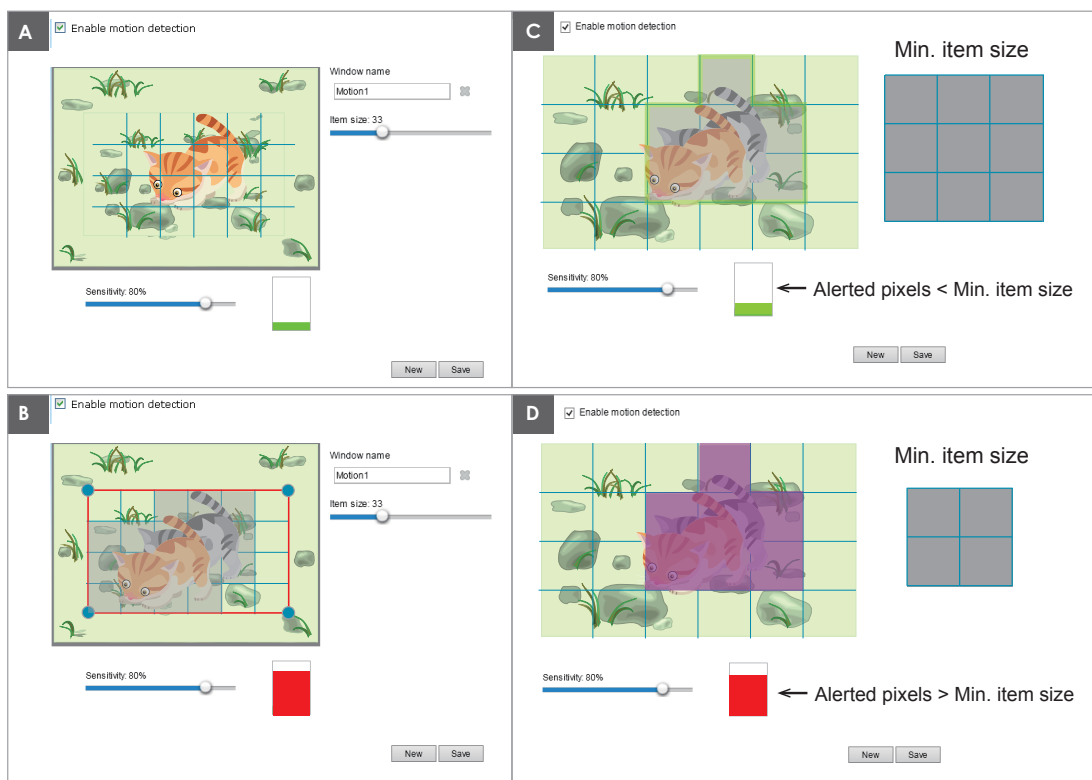 A
Enable motion detection
Window name
Motion1
Item size: 33
Sensitivity: 80%
New Save
B
Enable motion detection
Window name
Motion1
Item size: 33
Sensitivity: 80%
New Save
C
Enable motion detection
Min. item size
Sensitivity: 80%
Alerted pixels < Min. item size
New Save
D
Enable motion detection
Min. item size
Sensitivity: 80%
Alerted pixels > Min. item size
New Save